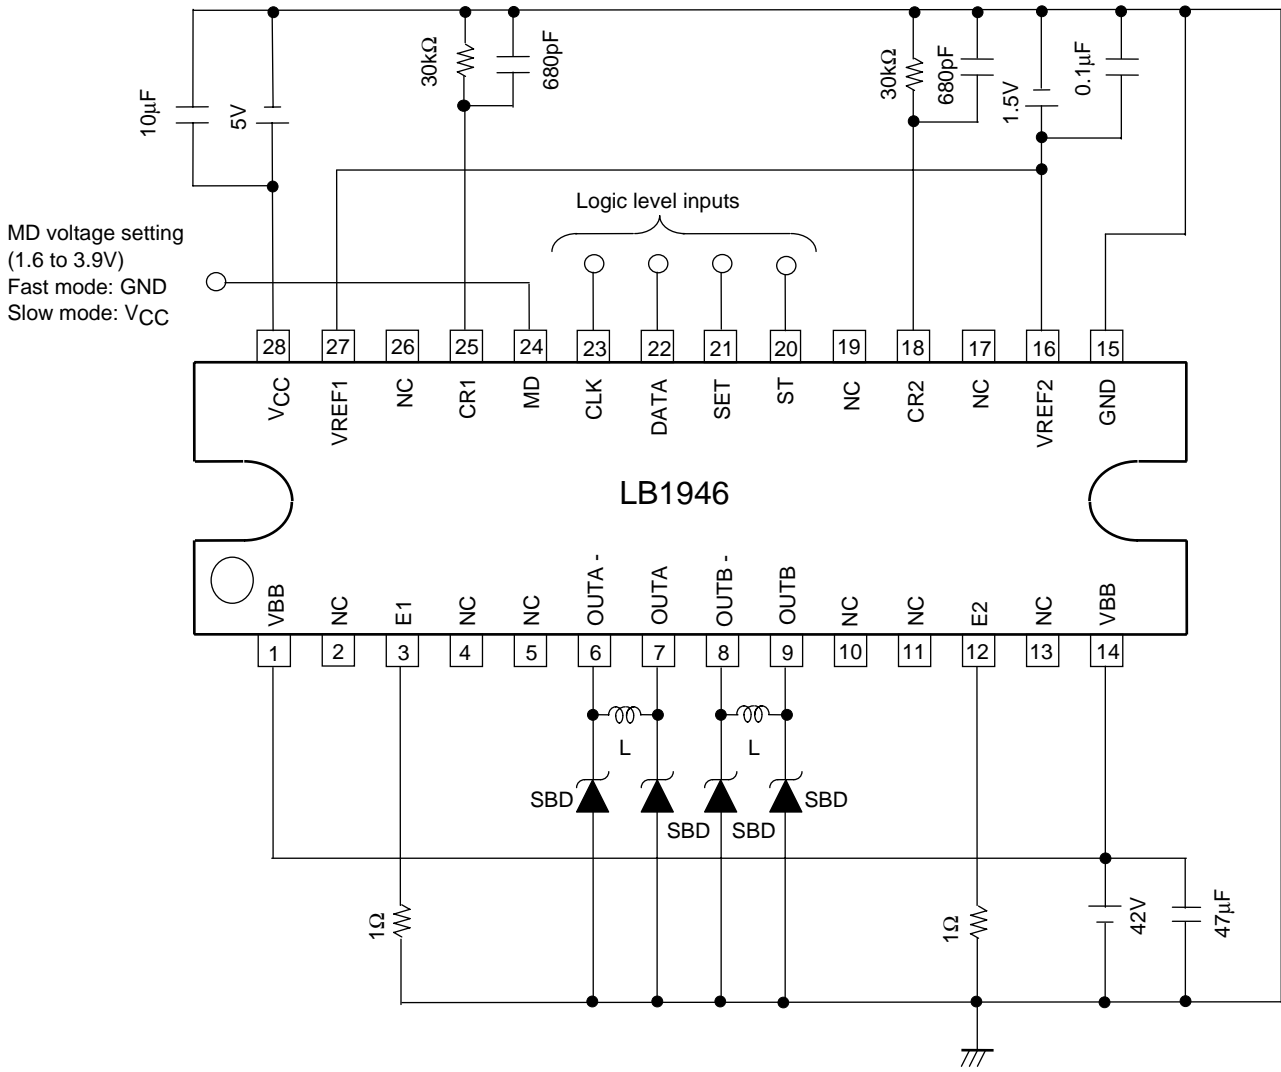 30kΩ
680pF
30kΩ
680pF
1.5V
0.1µF
10µF
5V
Logic level inputs
MD voltage setting
(1.6 to 3.9V)
Fast mode: GND
Slow mode: VCC
28 27 26 25 24 23 22 21 20 19 18 17 16 15
VCC VREF1 NC CR1 MD CLK DATA SET ST NC CR2 NC VREF2 GND
LB1946
VBB NC E1 NC NC OUTA - OUTA OUTB - OUTB NC NC E2 NC VBB
1 2 3 4 5 6 7 8 9 10 11 12 13 14
L
L
SBD
SBD
SBD
SBD
1Ω
1Ω
42V
47µF